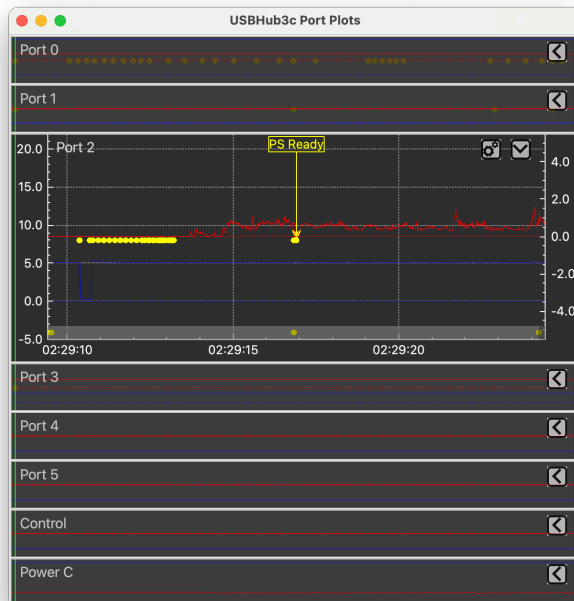 USBHub3c Port Plots
Port 0
Port 1
20.0
Port 2
PS Ready
4.0
15.0
2.0
10.0
0.0
5.0
-2.0
0.0
-4.0
-5.0
02:29:10
02:29:15
02:29:20
Port 3
Port 4
Port 5
Control
Power C